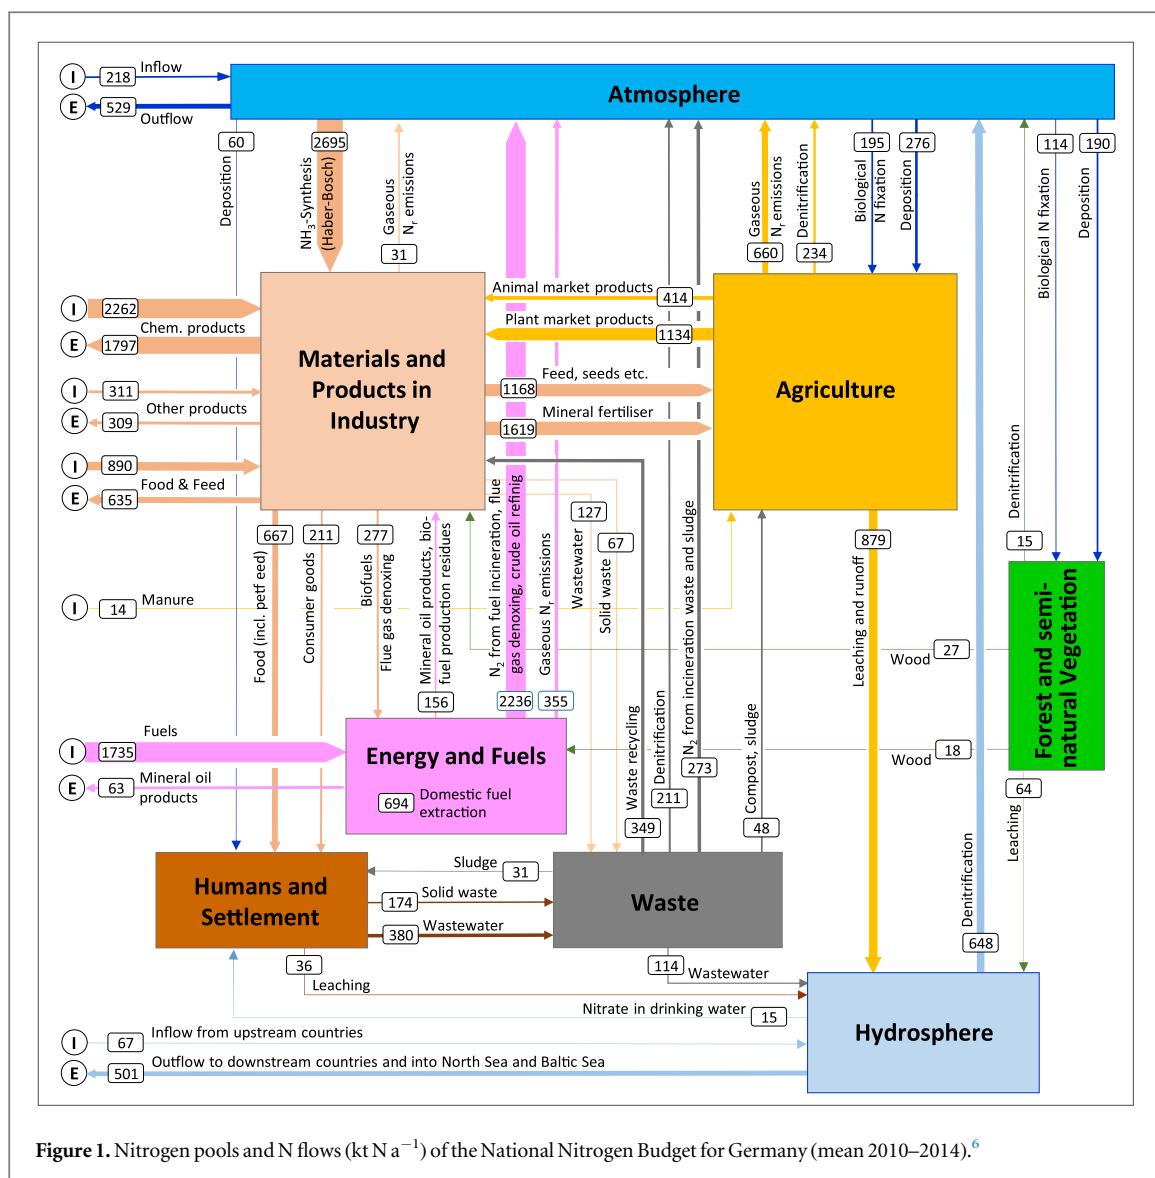 I 218 Inflow
E 529 Outflow
Atmosphere
60
Deposition
2695
NH3-Synthesis
(Haber-Bosch)
Gaseous
Nr emissions
31
Gaseous
Nr emissions
660
Denitrification
234
195
Biological
N fixation
276
Deposition
114
Biological N fixation
190
Deposition
I 2262
Chem. products
E 1797
I 311
Other products
E 309
I 890
Food & Feed
E 635
Materials and
Products in
Industry
Animal market products
414
Plant market products
1134
1168 Feed, seeds etc.
1619 Mineral fertiliser
Agriculture
667
Food (incl. petf eed)
211
Consumer goods
277
Biofuels
Flue gas denoxing
Mineral oil products, bio-
fuel production residues
156
N2 from fuel incineration, flue
gas denoxing, crude oil refinig
2236
Gaseous Nr emissions
355
127
Wastewater
67
Solid waste
Waste recycling
349
Denitrification
211
N2 from incineration waste and sludge
273
Compost, sludge
48
879
Leaching and runoff
Denitrification
15
Forest and semi-
natural Vegetation
I 14 Manure
27
Wood
18
Wood
64
Leaching
I 1735 Fuels
E 63 Mineral oil
products
Energy and Fuels
694 Domestic fuel
extraction
Denitrification
648
Humans and
Settlement
Sludge 31
174 Solid waste
380 Wastewater
Waste
36
Leaching
114
Wastewater
Nitrate in drinking water 15
Hydrosphere
I 67 Inflow from upstream countries
E 501 Outflow to downstream countries and into North Sea and Baltic Sea
Figure 1. Nitrogen pools and N flows (kt N a−1) of the National Nitrogen Budget for Germany (mean 2010–2014).6